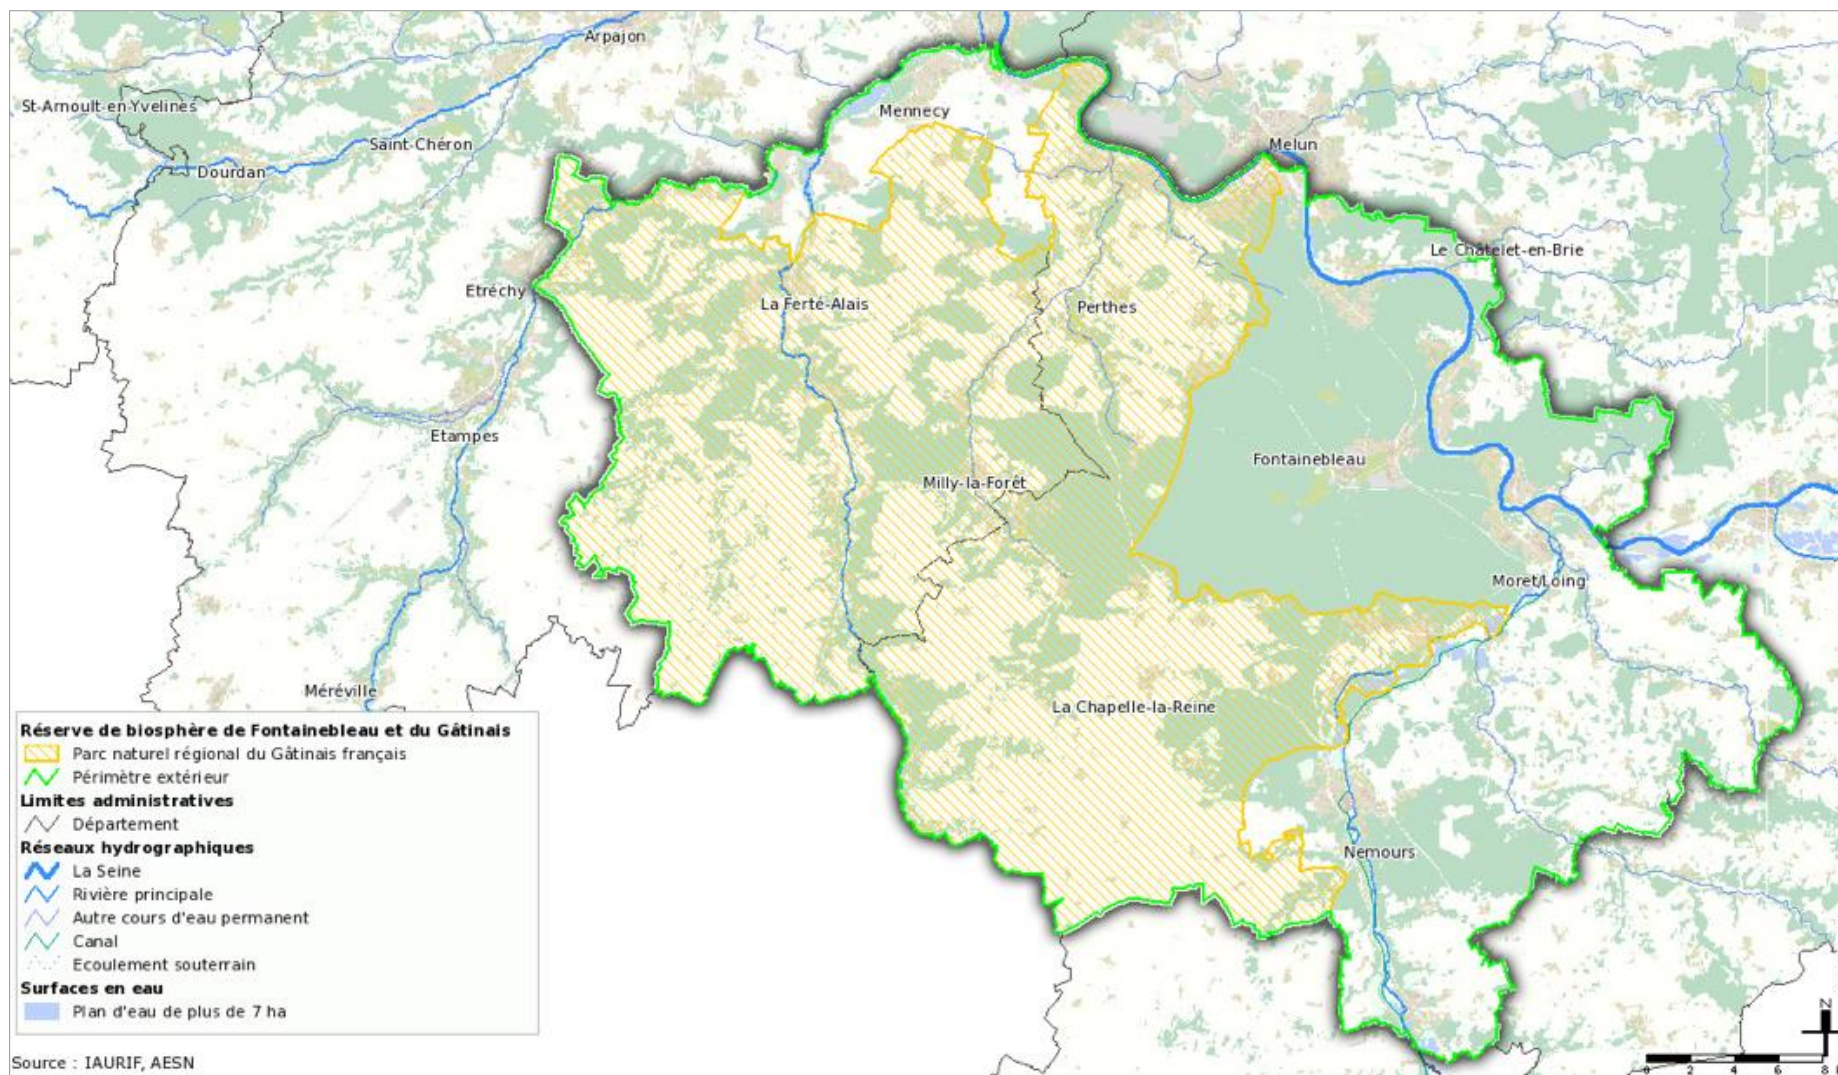 Arpajon
St-Arnoult-en-Yvelines
Mennecy
Saint-Chéron
Melun
Dourdan
Le Châtelet-en-Brie
Etréchy
La Ferté-Alais
Perthes
Etampes
Fontainebleau
Milly-la-Forêt
Moret/Loing
Méréville
La Chapelle-la-Reine
Nemours
Réserve de biosphère de Fontainebleau et du Gâtinais
Parc naturel régional du Gâtinais français
Périmètre extérieur
Limites administratives
Département
Réseaux hydrographiques
La Seine
Rivière principale
Autre cours d'eau permanent
Canal
Ecoulement souterrain
Surfaces en eau
Plan d'eau de plus de 7 ha
Source : IAURIF, AESN
N
0 2 4 6 8